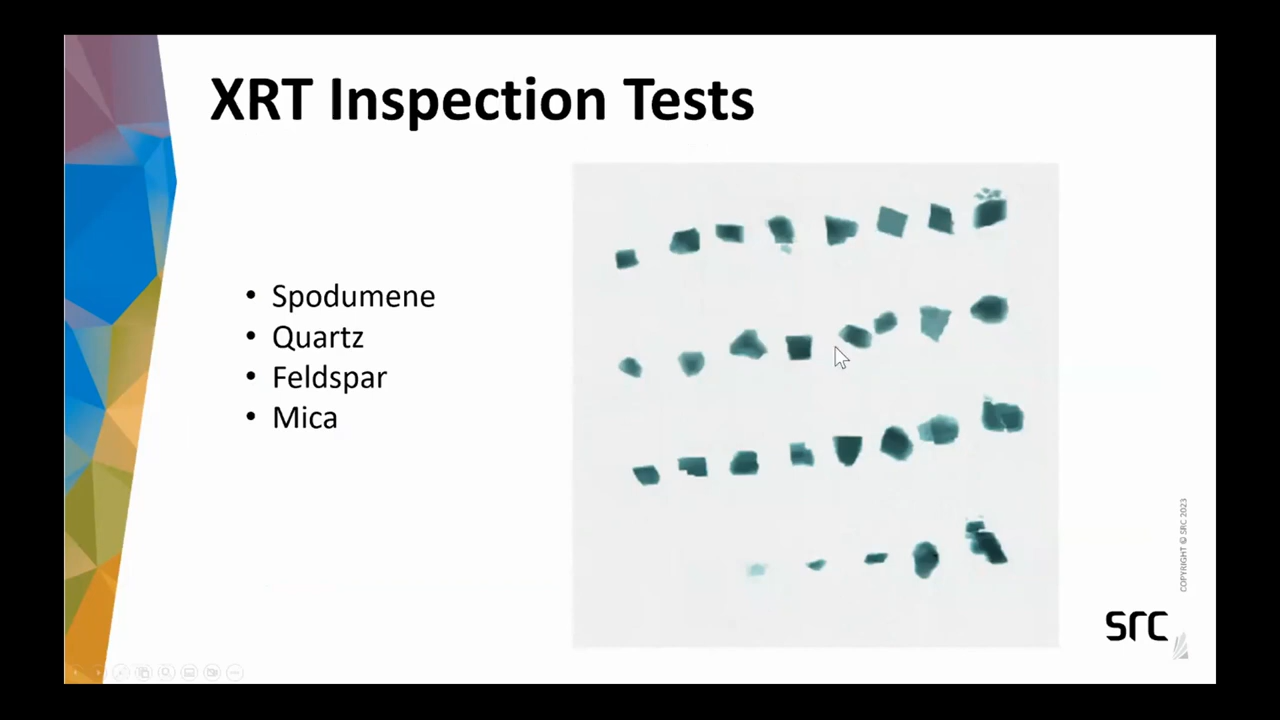 XRT Inspection Tests
• Spodumene
• Quartz
• Feldspar
• Mica
COPYRIGHT © SRC 2023
src